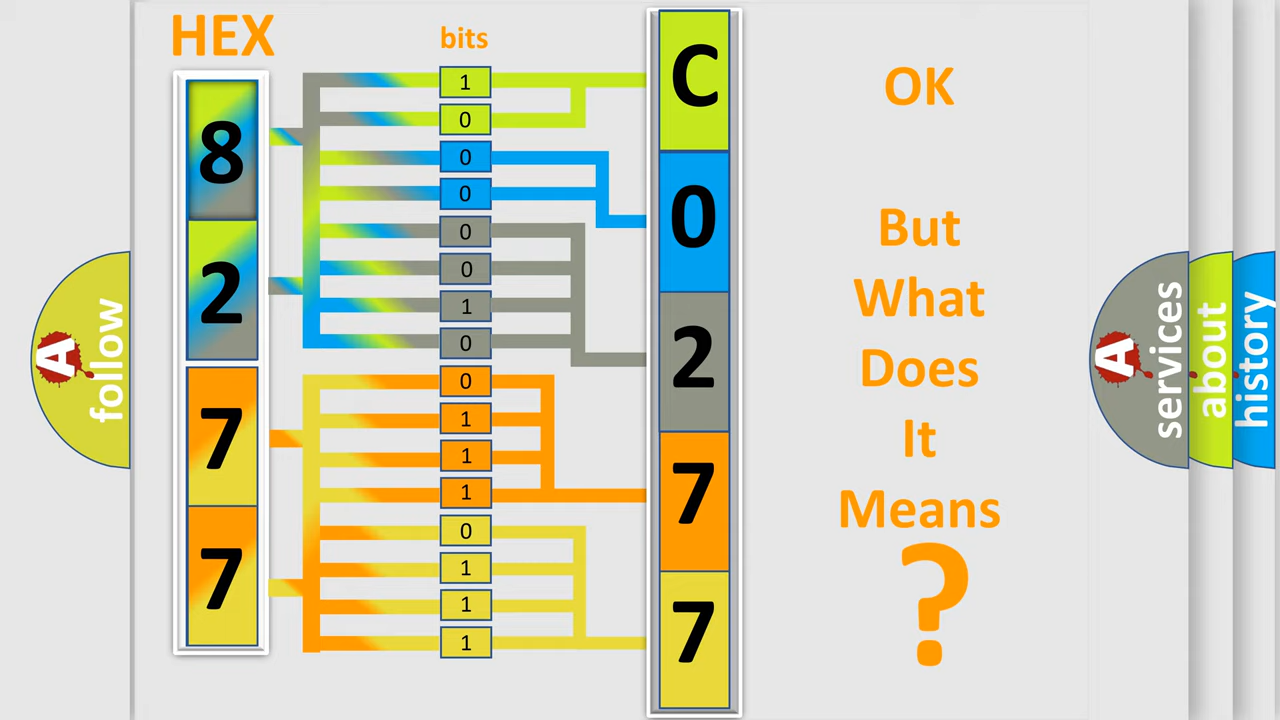 HEX
bits
8
2
7
7
1
0
0
0
0
0
1
0
0
1
1
1
0
1
1
1
C
0
2
7
7
OK
But
What
Does
It
Means
?
A
follow
A
services
about
history